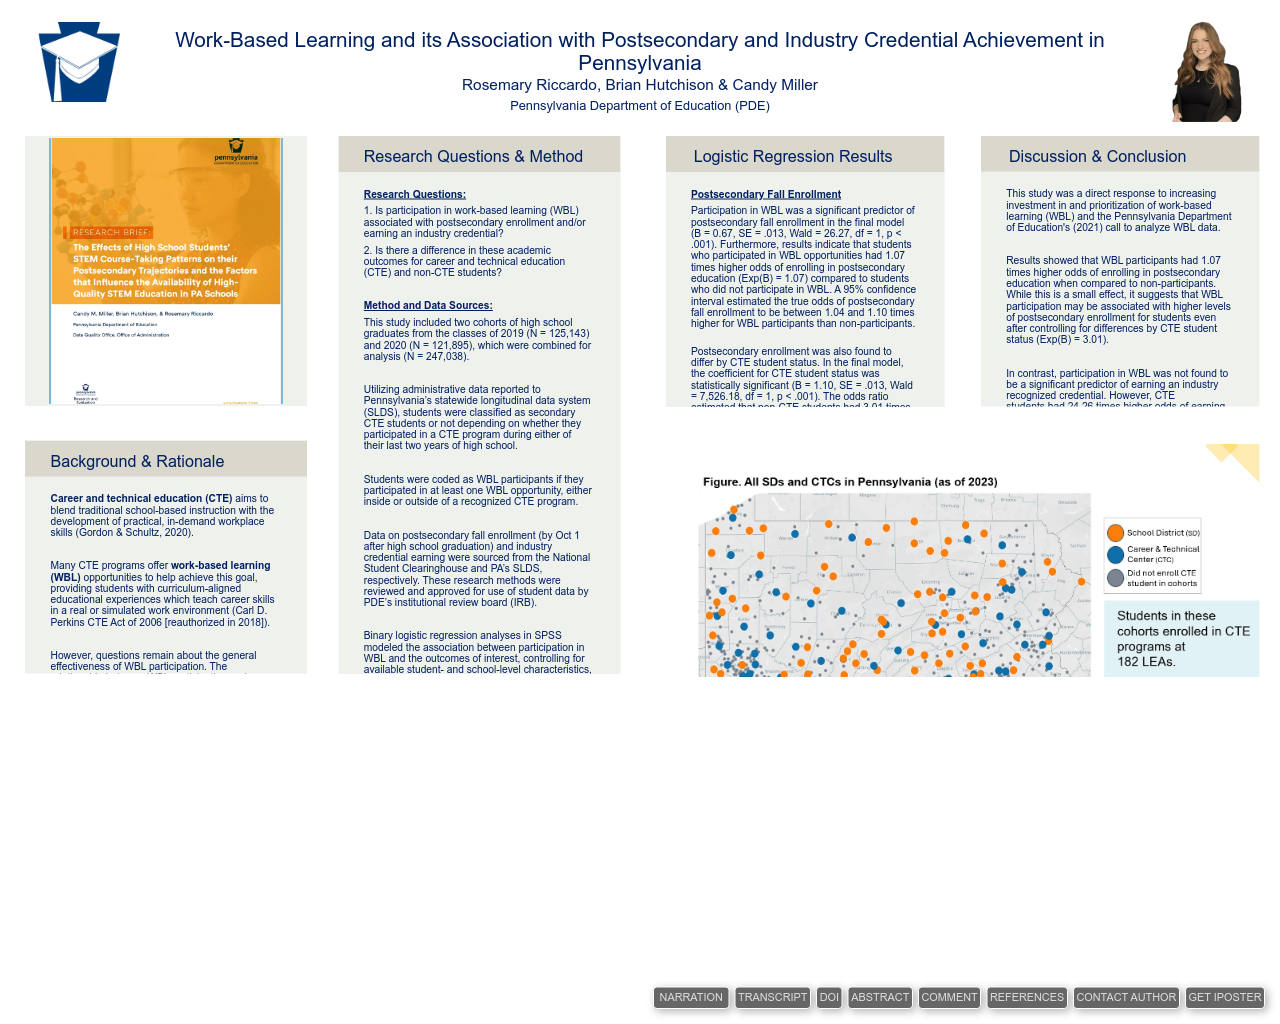 Work-Based Learning and its Association with Postsecondary and Industry Credential Achievement in
Pennsylvania
Rosemary Riccardo, Brian Hutchison & Candy Miller
Pennsylvania Department of Education (PDE)
pennsylvania
RESEARCH BRIEF:
The Effects of High School Students'
STEM Course-Taking Patterns on their
Postsecondary Trajectories and the Factors
that Influence the Availability of High-
Quality STEM Education in PA Schools
Candy M. Miller, Brian Hutchison, & Rosemary Riccardo
Pennsylvania Department of Education
Data Quality Office, Office of Administration
Background & Rationale
Career and technical education (CTE) aims to
blend traditional school-based instruction with the
development of practical, in-demand workplace
skills (Gordon & Schultz, 2020).
Many CTE programs offer work-based learning
(WBL) opportunities to help achieve this goal,
providing students with curriculum-aligned
educational experiences which teach career skills
in a real or simulated work environment (Carl D.
Perkins CTE Act of 2006 [reauthorized in 2018]).
However, questions remain about the general
effectiveness of WBL participation. The
Research Questions & Method
Research Questions:
1. Is participation in work-based learning (WBL)
associated with postsecondary enrollment and/or
earning an industry credential?
2. Is there a difference in these academic
outcomes for career and technical education
(CTE) and non-CTE students?
Method and Data Sources:
This study included two cohorts of high school
graduates from the classes of 2019 (N = 125,143)
and 2020 (N = 121,895), which were combined for
analysis (N = 247,038).
Utilizing administrative data reported to
Pennsylvania's statewide longitudinal data system
(SLDS), students were classified as secondary
CTE students or not depending on whether they
participated in a CTE program during either of
their last two years of high school.
Students were coded as WBL participants if they
participated in at least one WBL opportunity, either
inside or outside of a recognized CTE program.
Data on postsecondary fall enrollment (by Oct 1
after high school graduation) and industry
credential earning were sourced from the National
Student Clearinghouse and PA's SLDS,
respectively. These research methods were
reviewed and approved for use of student data by
PDE's institutional review board (IRB).
Binary logistic regression analyses in SPSS
modeled the association between participation in
WBL and the outcomes of interest, controlling for
available student- and school-level characteristics,
Logistic Regression Results
Postsecondary Fall Enrollment
Participation in WBL was a significant predictor of
postsecondary fall enrollment in the final model
(B = 0.67, SE = .013, Wald = 26.27, df = 1, p <
.001). Furthermore, results indicate that students
who participated in WBL opportunities had 1.07
times higher odds of enrolling in postsecondary
education (Exp(B) = 1.07) compared to students
who did not participate in WBL. A 95% confidence
interval estimated the true odds of postsecondary
fall enrollment to be between 1.04 and 1.10 times
higher for WBL participants than non-participants.
Postsecondary enrollment was also found to
differ by CTE student status. In the final model,
the coefficient for CTE student status was
statistically significant (B = 1.10, SE = .013, Wald
= 7,526.18, df = 1, p < .001). The odds ratio
estimated that non-CTE students had 3.01 times
Discussion & Conclusion
This study was a direct response to increasing
investment in and prioritization of work-based
learning (WBL) and the Pennsylvania Department
of Education's (2021) call to analyze WBL data.
Results showed that WBL participants had 1.07
times higher odds of enrolling in postsecondary
education when compared to non-participants.
While this is a small effect, it suggests that WBL
participation may be associated with higher levels
of postsecondary enrollment for students even
after controlling for differences by CTE student
status (Exp(B) = 3.01).
In contrast, participation in WBL was not found to
be a significant predictor of earning an industry
recognized credential. However, CTE
students had 24.26 times higher odds of earning
Figure. All SDs and CTCs in Pennsylvania (as of 2023)
School District (SD)
Career & Technical
Center (CTC)
Did not enroll CTE
student in cohorts
Students in these
cohorts enrolled in CTE
programs at
182 LEAs.
NARRATION TRANSCRIPT DOI ABSTRACT COMMENT REFERENCES CONTACT AUTHOR GET IPOSTER